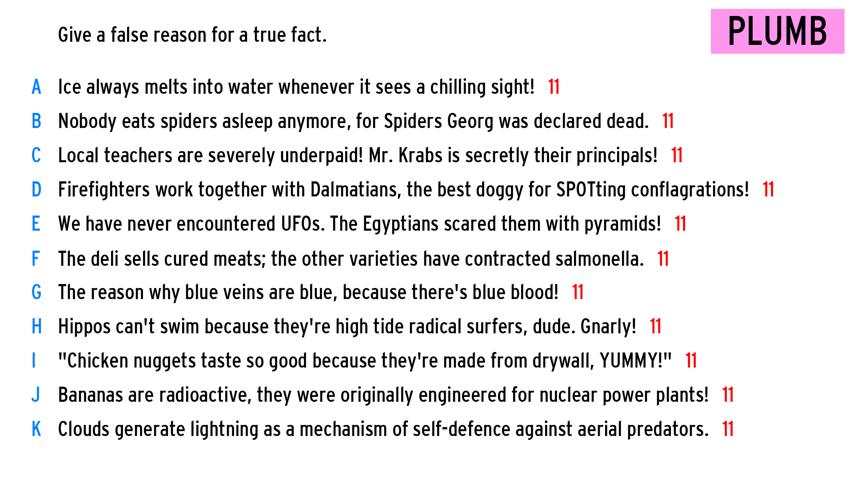 Give a false reason for a true fact.
PLUMB
A Ice always melts into water whenever it sees a chilling sight! 11
B Nobody eats spiders asleep anymore, for Spiders Georg was declared dead. 11
C Local teachers are severely underpaid! Mr. Krabs is secretly their principals! 11
D Firefighters work together with Dalmatians, the best doggy for SPOTting conflagrations! 11
E We have never encountered UFOs. The Egyptians scared them with pyramids! 11
F The deli sells cured meats; the other varieties have contracted salmonella. 11
G The reason why blue veins are blue, because there's blue blood! 11
H Hippos can't swim because they're high tide radical surfers, dude. Gnarly! 11
I "Chicken nuggets taste so good because they're made from drywall, YUMMY!" 11
J Bananas are radioactive, they were originally engineered for nuclear power plants! 11
K Clouds generate lightning as a mechanism of self-defence against aerial predators. 11